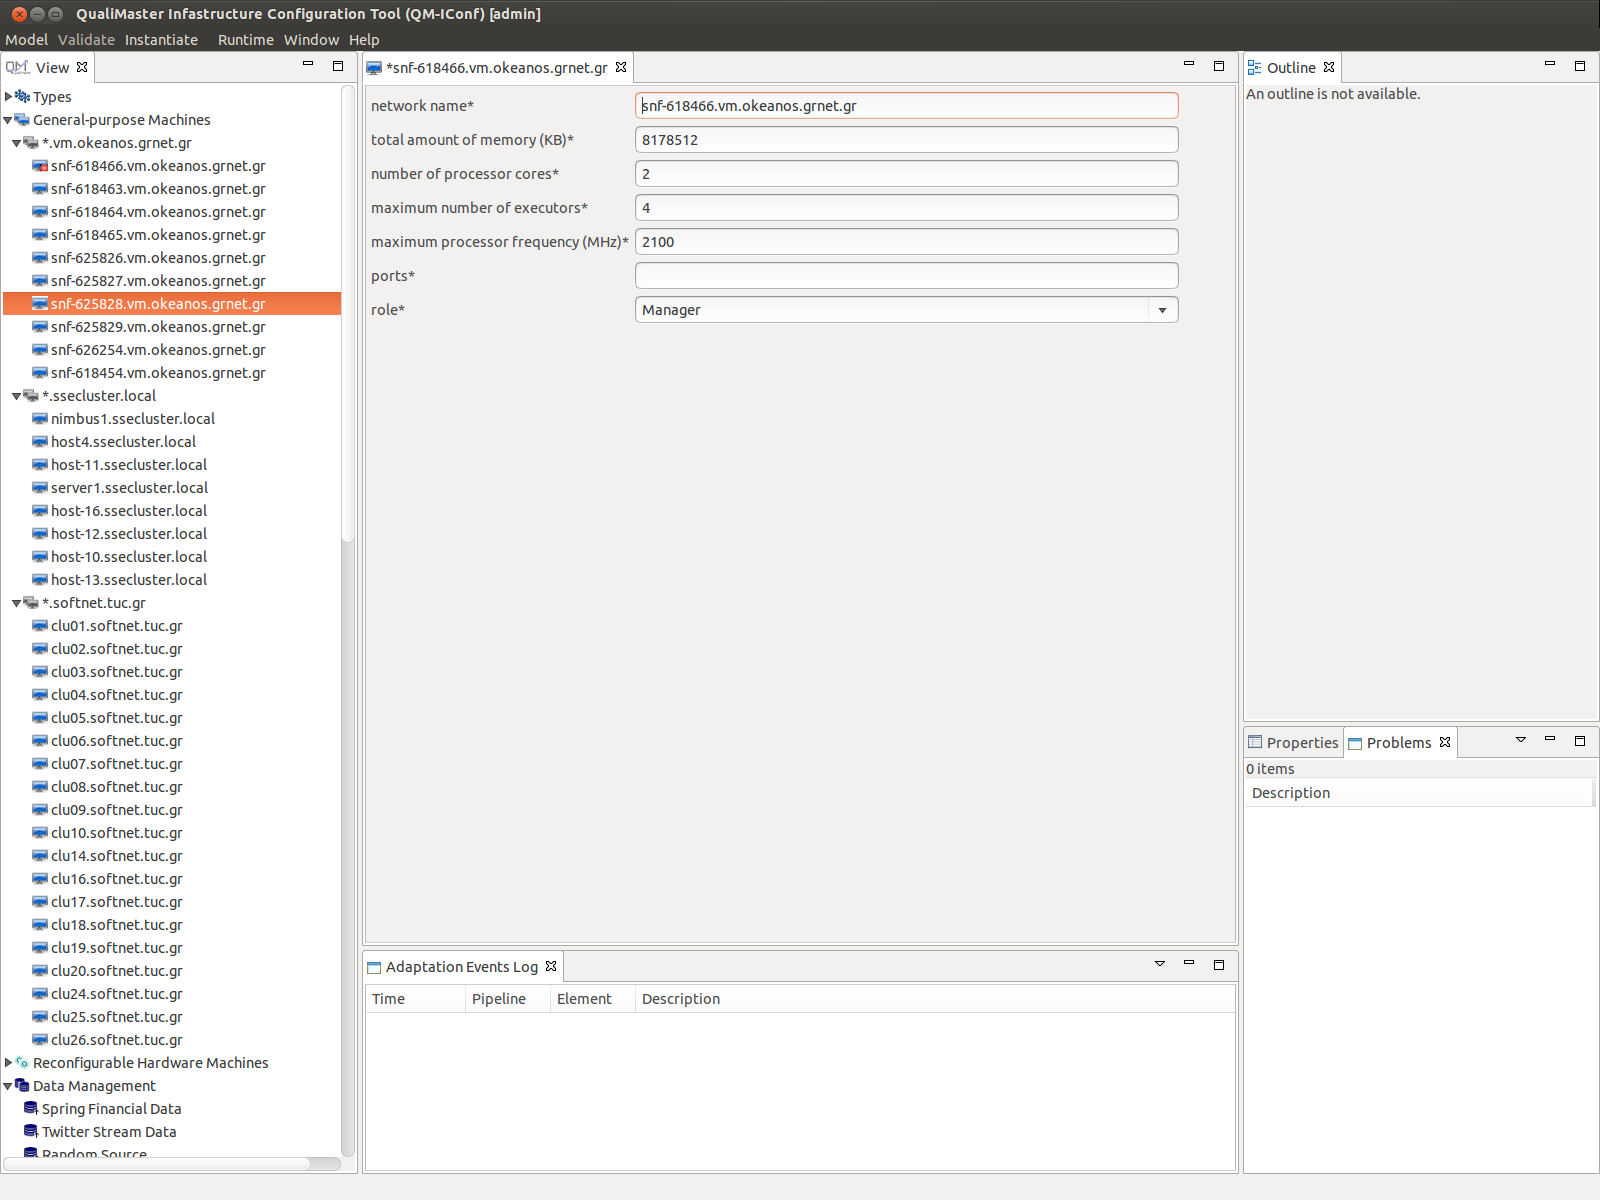 QualiMaster Infastructure Configuration Tool (QM-IConf) [admin]
Model Validate Instantiate Runtime Window Help
View
Types
General-purpose Machines
*.vm.okeanos.grnet.gr
snf-618466.vm.okeanos.grnet.gr
snf-618463.vm.okeanos.grnet.gr
snf-618464.vm.okeanos.grnet.gr
snf-618465.vm.okeanos.grnet.gr
snf-625826.vm.okeanos.grnet.gr
snf-625827.vm.okeanos.grnet.gr
snf-625828.vm.okeanos.grnet.gr
snf-625829.vm.okeanos.grnet.gr
snf-626254.vm.okeanos.grnet.gr
snf-618454.vm.okeanos.grnet.gr
*.ssecluster.local
nimbus1.ssecluster.local
host4.ssecluster.local
host-11.ssecluster.local
server1.ssecluster.local
host-16.ssecluster.local
host-12.ssecluster.local
host-10.ssecluster.local
host-13.ssecluster.local
*.softnet.tuc.gr
clu01.softnet.tuc.gr
clu02.softnet.tuc.gr
clu03.softnet.tuc.gr
clu04.softnet.tuc.gr
clu05.softnet.tuc.gr
clu06.softnet.tuc.gr
clu07.softnet.tuc.gr
clu08.softnet.tuc.gr
clu09.softnet.tuc.gr
clu10.softnet.tuc.gr
clu14.softnet.tuc.gr
clu16.softnet.tuc.gr
clu17.softnet.tuc.gr
clu18.softnet.tuc.gr
clu19.softnet.tuc.gr
clu20.softnet.tuc.gr
clu24.softnet.tuc.gr
clu25.softnet.tuc.gr
clu26.softnet.tuc.gr
Reconfigurable Hardware Machines
Data Management
Spring Financial Data
Twitter Stream Data
Random Source
*snf-618466.vm.okeanos.grnet.gr
network name* snf-618466.vm.okeanos.grnet.gr
total amount of memory (KB)* 8178512
number of processor cores* 2
maximum number of executors* 4
maximum processor frequency (MHz)* 2100
ports*
role* Manager
Adaptation Events Log
Time Pipeline Element Description
Outline
An outline is not available.
Properties Problems
0 items
Description